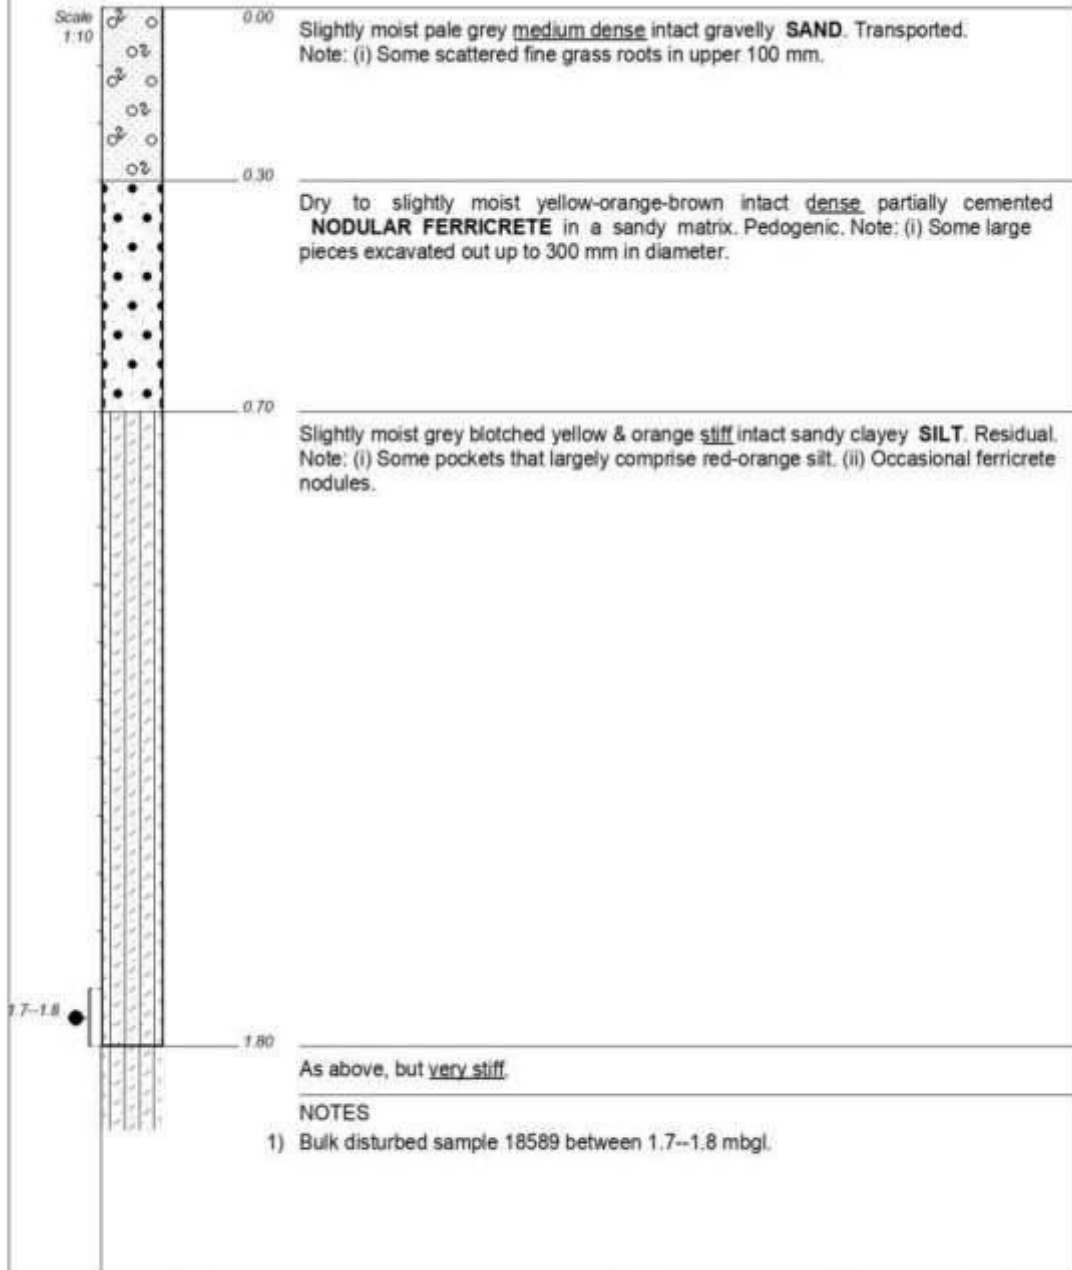 Scale
1:10
0.00
Slightly moist pale grey medium dense intact gravelly SAND. Transported.
Note: (i) Some scattered fine grass roots in upper 100 mm.
0.30
Dry to slightly moist yellow-orange-brown intact dense partially cemented
NODULAR FERRICRETE in a sandy matrix. Pedogenic. Note: (i) Some large
pieces excavated out up to 300 mm in diameter.
0.70
Slightly moist grey blotched yellow & orange stiff intact sandy clayey SILT. Residual.
Note: (i) Some pockets that largely comprise red-orange silt. (ii) Occasional ferricrete
nodules.
1.7--1.8
1.80
As above, but very stiff.
NOTES
1) Bulk disturbed sample 18589 between 1.7--1.8 mbgl.